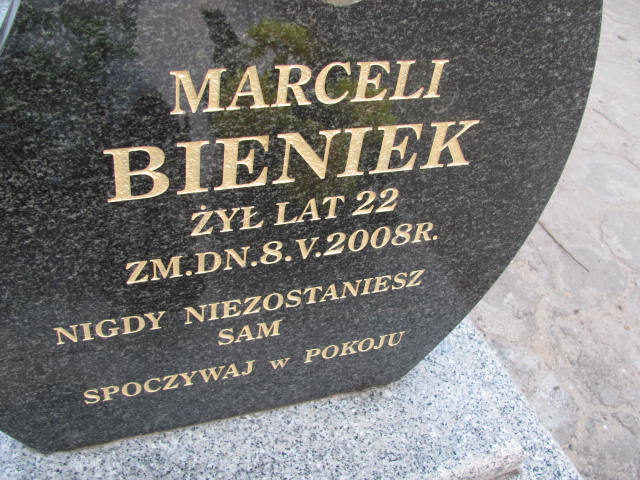 MARCELI
BIENIEK
ŻYŁ LAT 22
ZM.DN.8.V.2008R.
NIGDY NIEZOSTANIESZ
SAM
SPOCZYWAJ w POKOJU